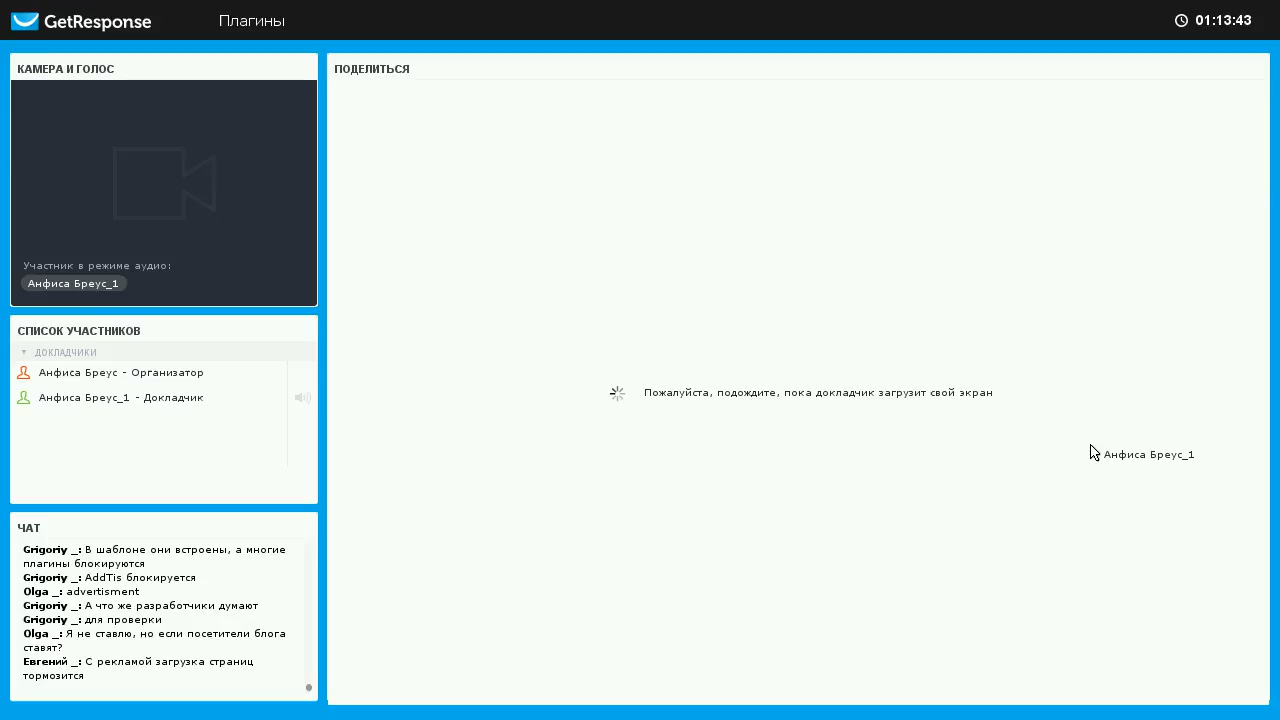 GetResponse
Плагины
01:13:43
КАМЕРА И ГОЛОС
Участник в режиме аудио:
Анфиса Бреус_1
СПИСОК УЧАСТНИКОВ
ДОКЛАДЧИКИ
Анфиса Бреус - Организатор
Анфиса Бреус_1 - Докладчик
ЧАТ
Grigoriy _: В шаблоне они встроены, а многие
плагины блокируются
Grigoriy _: AddTis блокируется
Olga _: advertisment
Grigoriy _: А что же разработчики думают
Grigoriy _: для проверки
Olga _: Я не ставлю, но если посетители блога
ставят?
Евгений _: С рекламой загрузка страниц
тормозится
ПОДЕЛИТЬСЯ
Пожалуйста, подождите, пока докладчик загрузит свой экран
Анфиса Бреус_1